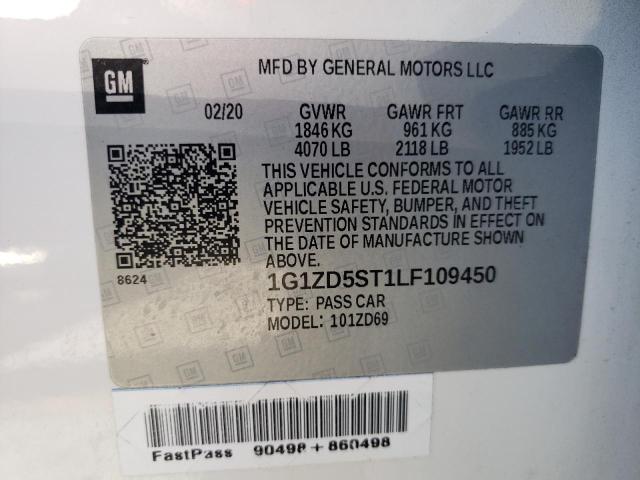 GM
MFD BY GENERAL MOTORS LLC
02/20 GVWR GAWR FRT GAWR RR
1846 KG 961 KG 885 KG
4070 LB 2118 LB 1952 LB
THIS VEHICLE CONFORMS TO ALL
APPLICABLE U.S. FEDERAL MOTOR
VEHICLE SAFETY, BUMPER, AND THEFT
PREVENTION STANDARDS IN EFFECT ON
THE DATE OF MANUFACTURE SHOWN
ABOVE.
8624
1G1ZD5ST1LF109450
TYPE: PASS CAR
MODEL: 101ZD69
FastPass 90498 + 860498